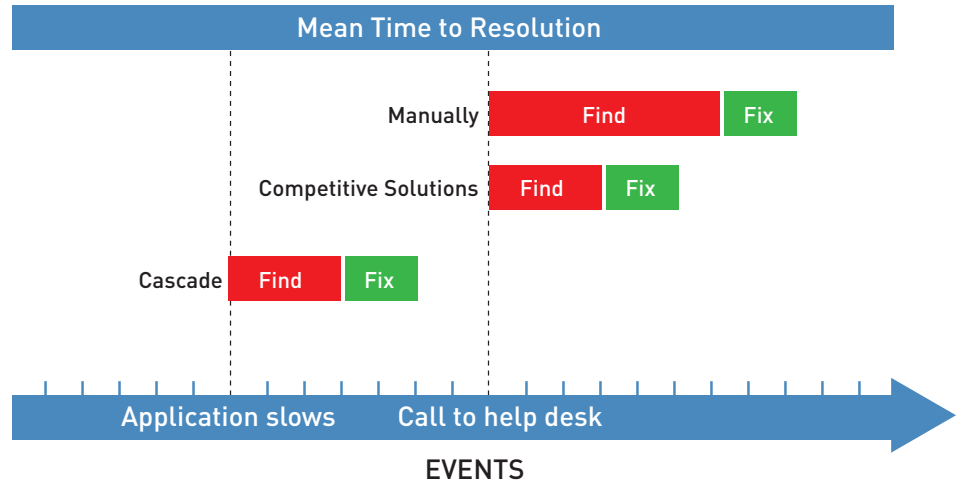 Mean Time to Resolution
Manually Find Fix
Competitive Solutions Find Fix
Cascade Find Fix
Application slows Call to help desk
EVENTS